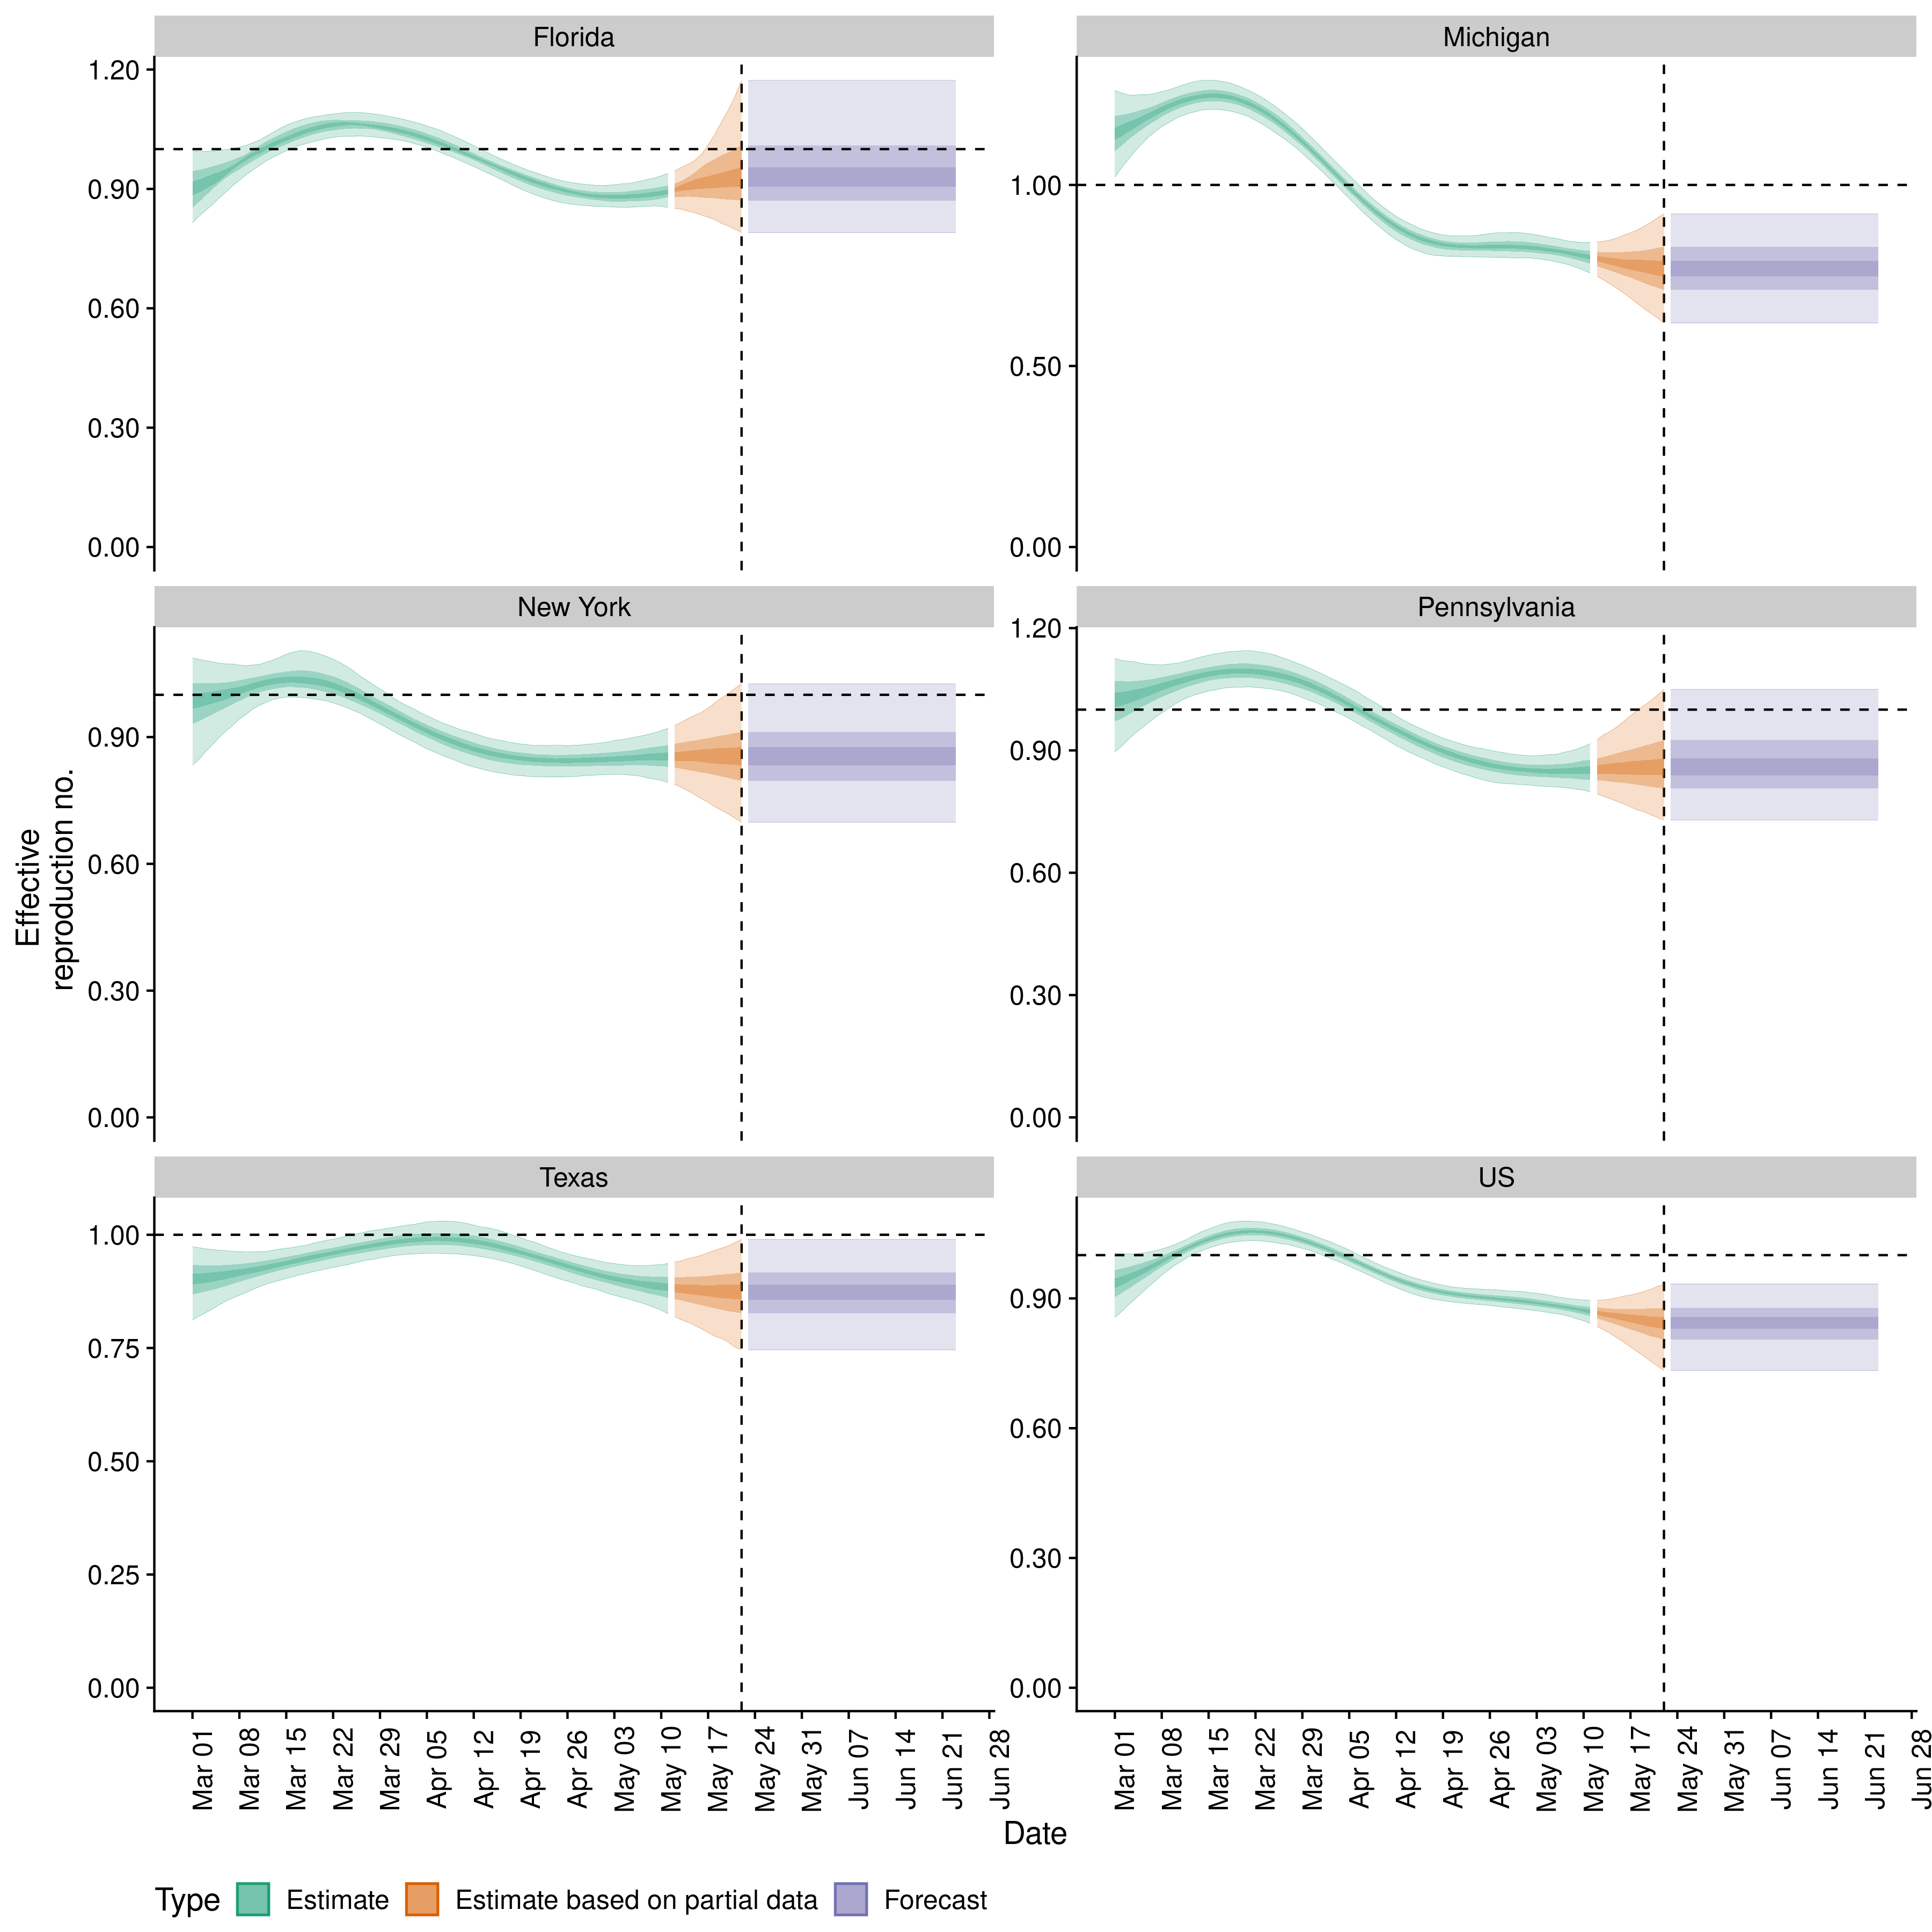 Florida
Michigan
1.20
0.90
0.60
0.30
0.00
1.00
0.50
0.00
New York
Pennsylvania
0.90
0.60
0.30
0.00
1.20
0.90
0.60
0.30
0.00
Effective
reproduction no.
Texas
US
1.00
0.75
0.50
0.25
0.00
0.90
0.60
0.30
0.00
Mar 01
Mar 08
Mar 15
Mar 22
Mar 29
Apr 05
Apr 12
Apr 19
Apr 26
May 03
May 10
May 17
May 24
May 31
Jun 07
Jun 14
Jun 21
Jun 28
Mar 01
Mar 08
Mar 15
Mar 22
Mar 29
Apr 05
Apr 12
Apr 19
Apr 26
May 03
May 10
May 17
May 24
May 31
Jun 07
Jun 14
Jun 21
Jun 28
Date
Type Estimate Estimate based on partial data Forecast